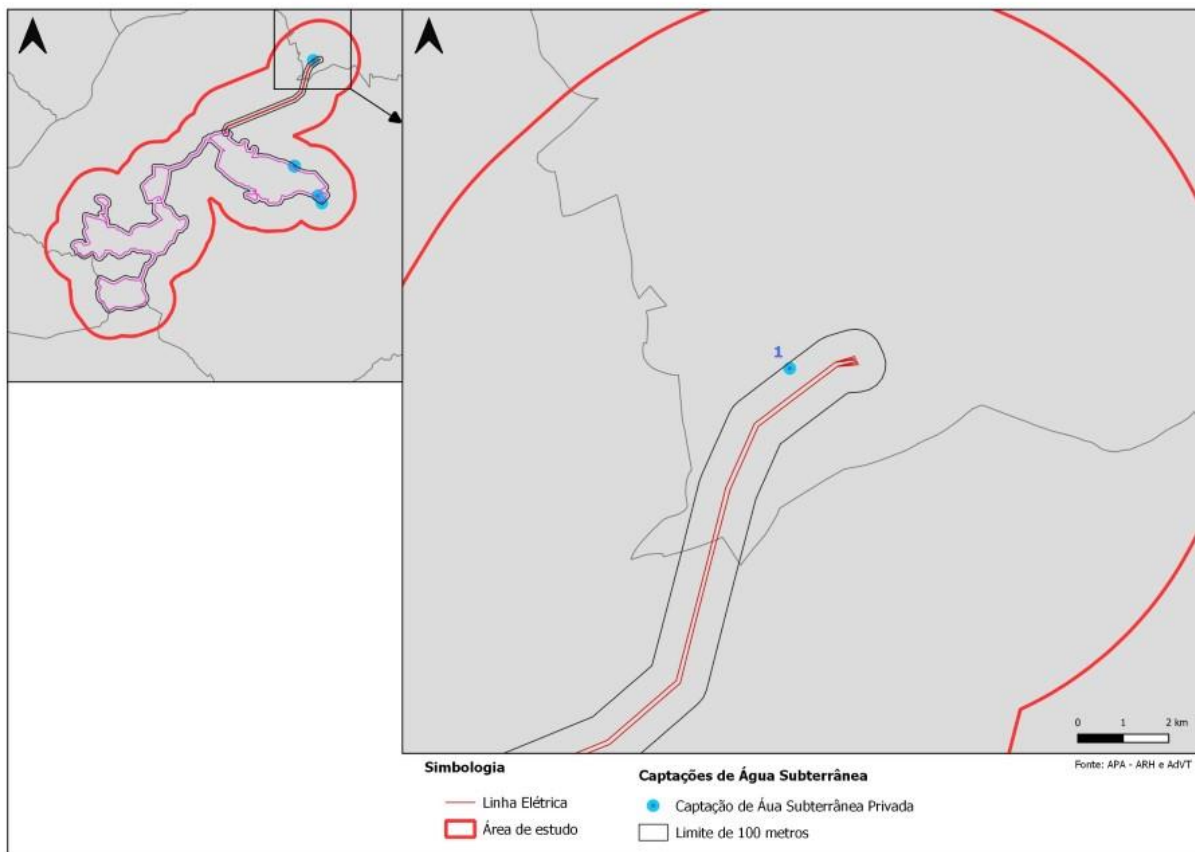 1
0 1 2 km
Fonte: APA - ARH e AdVT
Simbologia
Linha Elétrica
Área de estudo
Captações de Água Subterrânea
Captação de Áua Subterrânea Privada
Limite de 100 metros